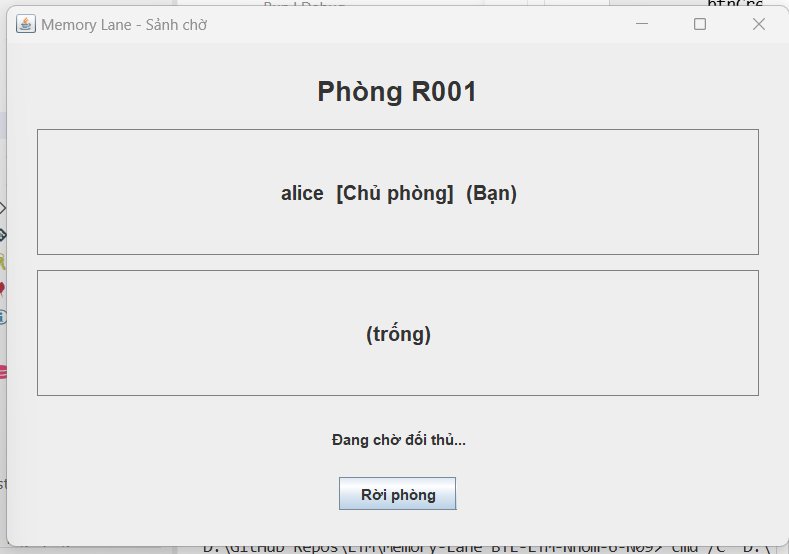 Memory Lane - Sảnh chờ
Phòng R001
alice [Chủ phòng] (Bạn)
(trống)
Đang chờ đối thủ...
Rời phòng